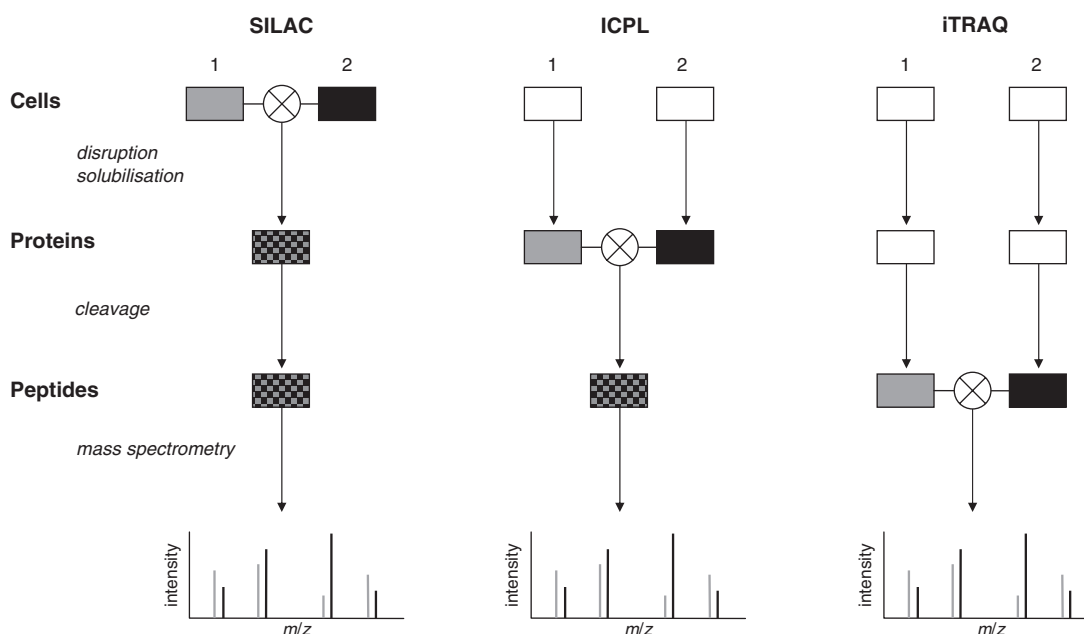 SILAC ICPL iTRAQ
1 2 1 2 1 2
Cells
disruption
solubilisation
Proteins
cleavage
Peptides
mass spectrometry
intensity intensity intensity
m/z m/z m/z